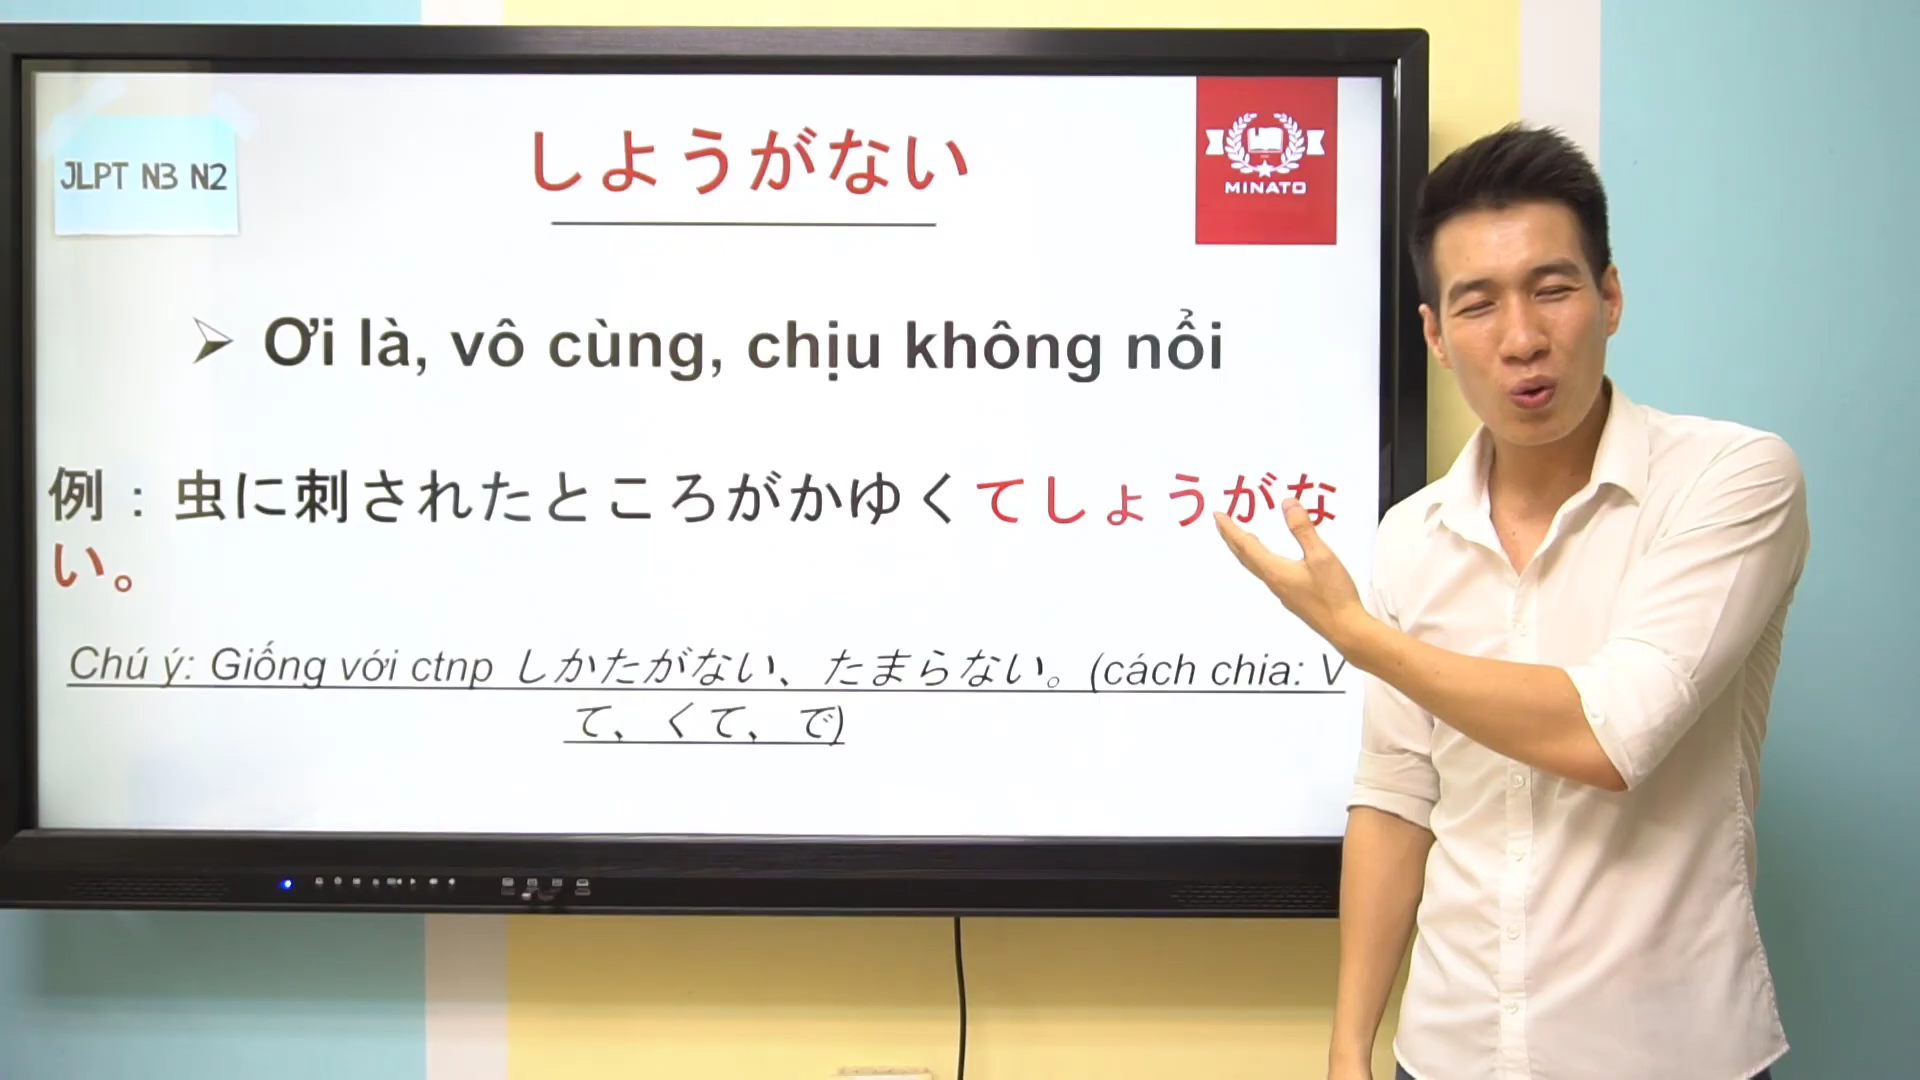 JLPT N3 N2
しようがない
MINATO
Ơi là, vô cùng, chịu không nổi
例：虫に刺されたところがかゆくてしょうがな
い。
Chú ý: Giống với ctnp しかたがない、たまらない。(cách chia: V
て、くて、で)